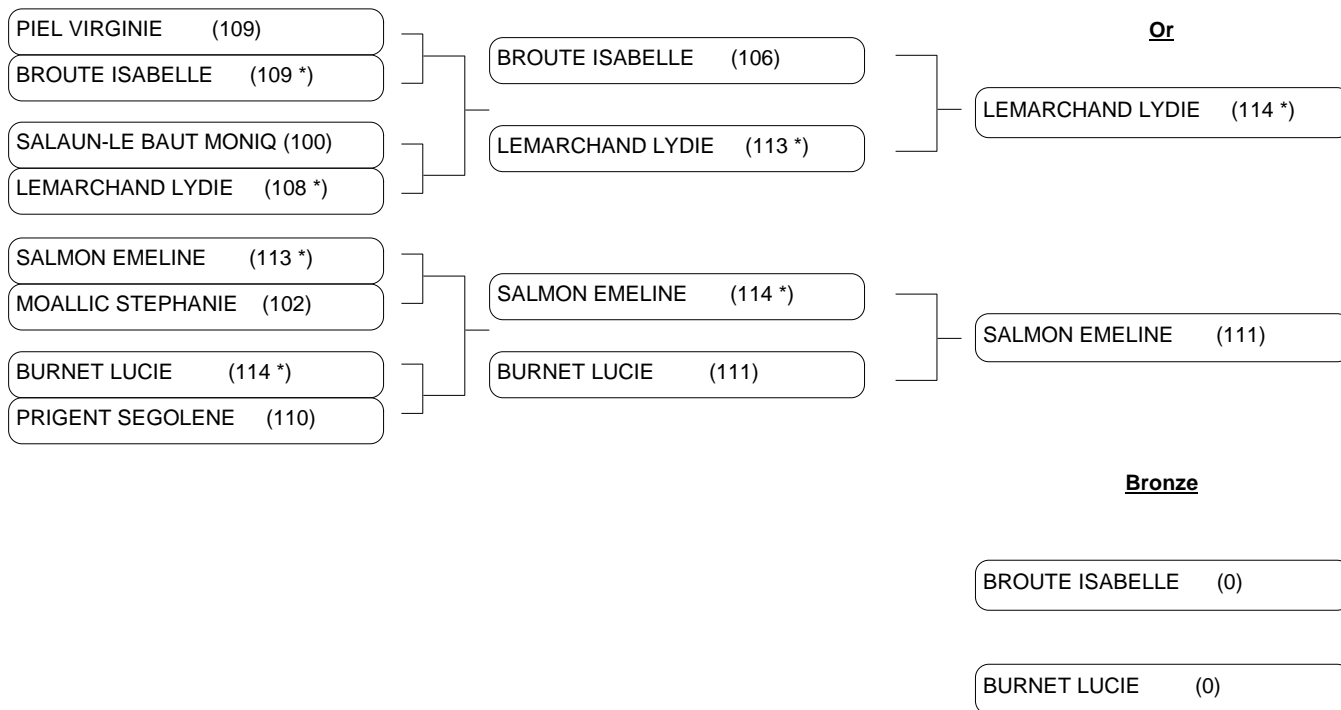 PIEL VIRGINIE (109)
BROUTE ISABELLE (109 *)
SALAUN-LE BAUT MONIQ (100)
LEMARCHAND LYDIE (108 *)
SALMON EMELINE (113 *)
MOALLIC STEPHANIE (102)
BURNET LUCIE (114 *)
PRIGENT SEGOLENE (110)
BROUTE ISABELLE (106)
LEMARCHAND LYDIE (113 *)
SALMON EMELINE (114 *)
BURNET LUCIE (111)
Or
LEMARCHAND LYDIE (114 *)
SALMON EMELINE (111)
Bronze
BROUTE ISABELLE (0)
BURNET LUCIE (0)